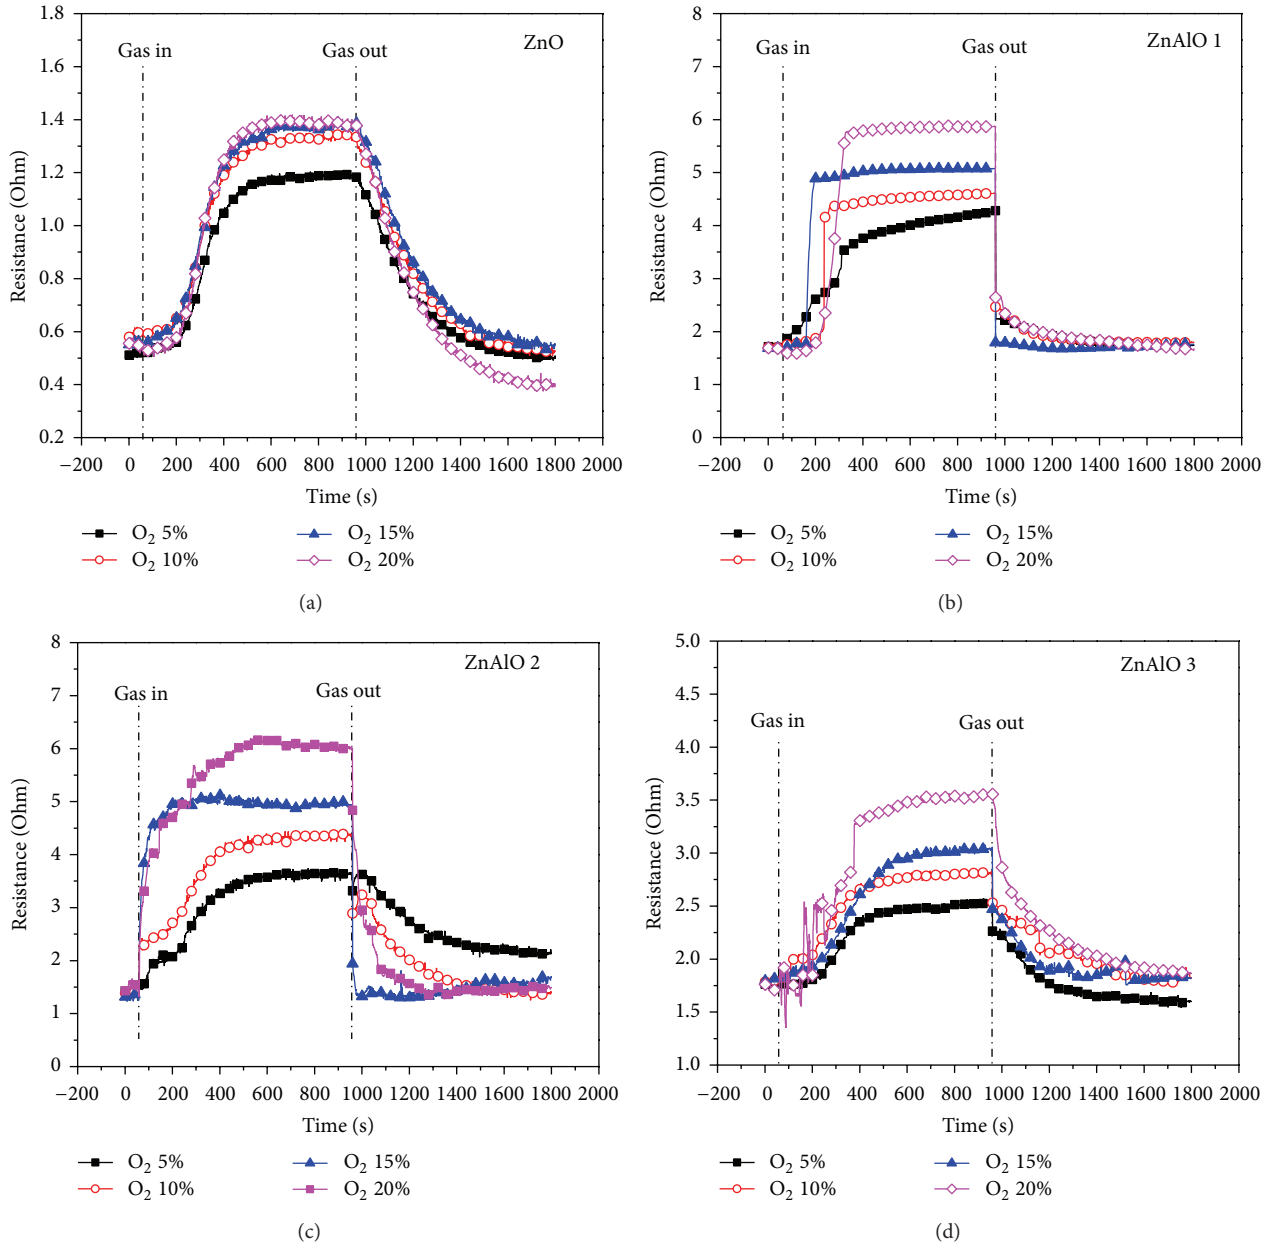 ZnO
Gas in
Gas out
Resistance (Ohm)
1.8
1.6
1.4
1.2
1.0
0.8
0.6
0.4
0.2
−200 0 200 400 600 800 1000 1200 1400 1600 1800 2000
Time (s)
O2 5%
O2 10%
O2 15%
O2 20%
(a)
ZnAlO 1
Gas in
Gas out
Resistance (Ohm)
8
7
6
5
4
3
2
1
0
−200 0 200 400 600 800 1000 1200 1400 1600 1800 2000
Time (s)
O2 5%
O2 10%
O2 15%
O2 20%
(b)
ZnAlO 2
Gas in
Gas out
Resistance (Ohm)
8
7
6
5
4
3
2
1
0
−200 0 200 400 600 800 1000 1200 1400 1600 1800 2000
Time (s)
O2 5%
O2 10%
O2 15%
O2 20%
(c)
ZnAlO 3
Gas in
Gas out
Resistance (Ohm)
5.0
4.5
4.0
3.5
3.0
2.5
2.0
1.5
1.0
−200 0 200 400 600 800 1000 1200 1400 1600 1800 2000
Time (s)
O2 5%
O2 10%
O2 15%
O2 20%
(d)